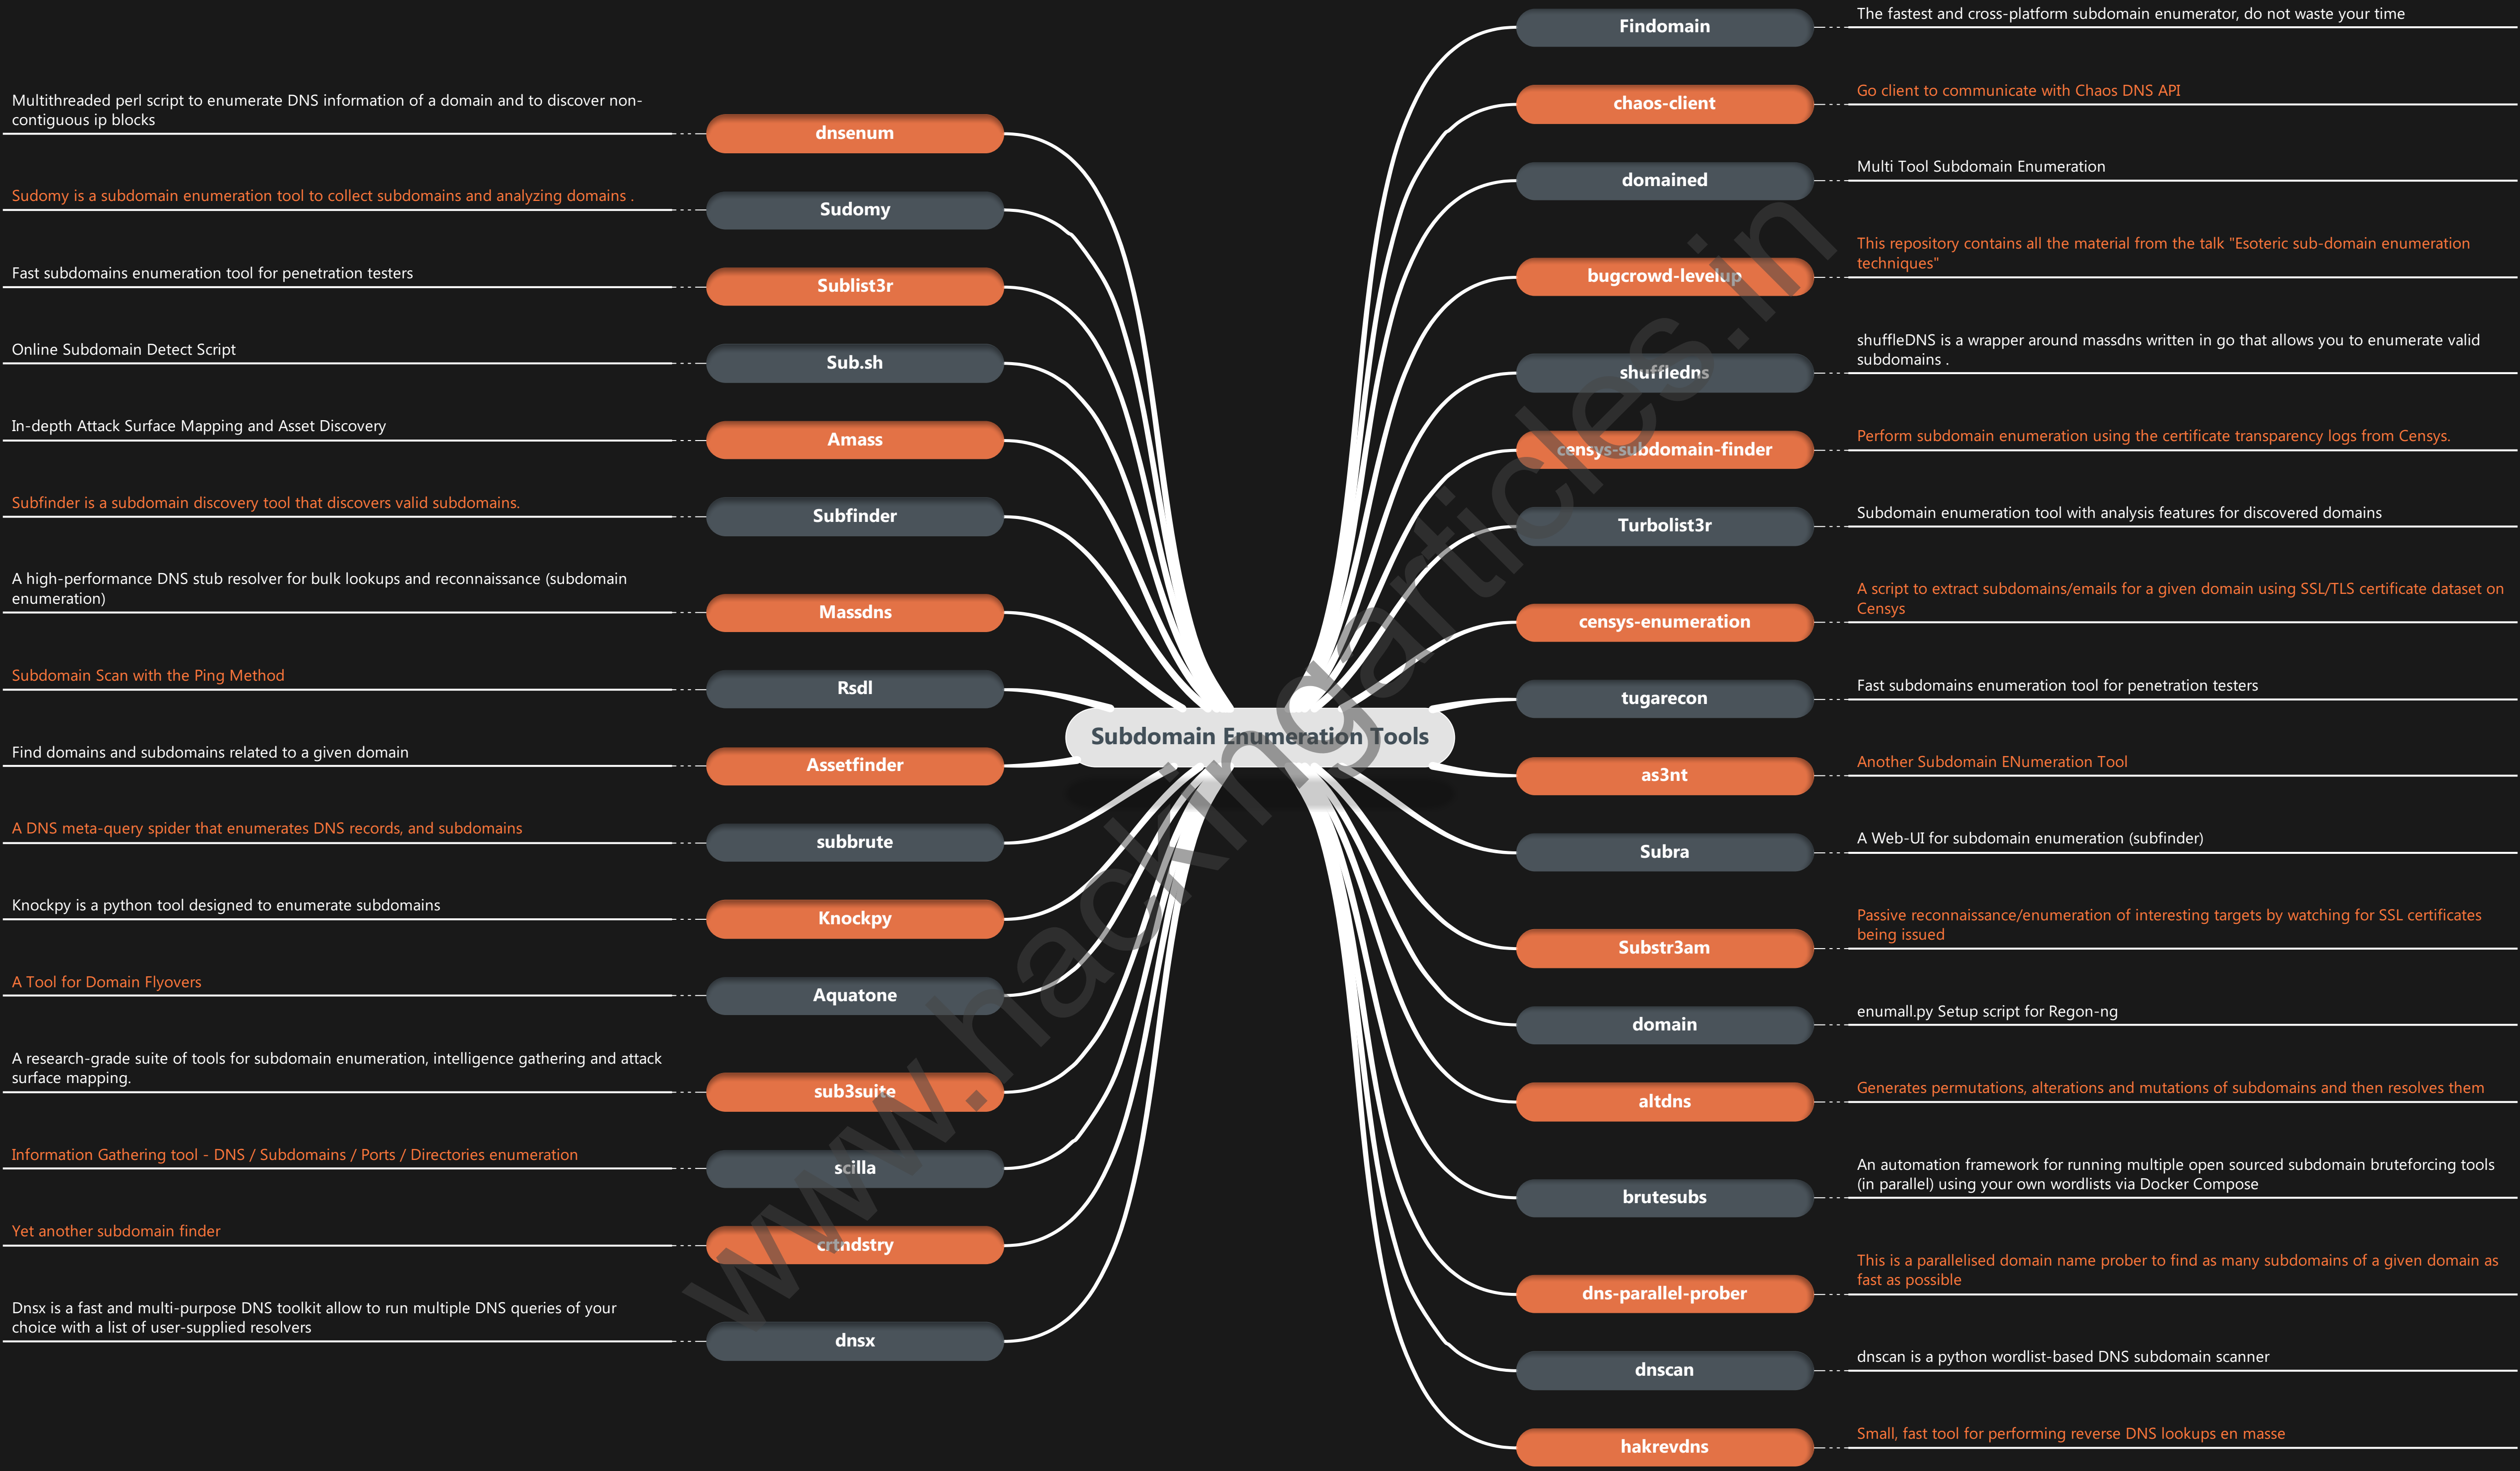 Subdomain Enumeration Tools
Multithreaded perl script to enumerate DNS information of a domain and to discover non-
contiguous ip blocks
dnsenum
Sudomy is a subdomain enumeration tool to collect subdomains and analyzing domains .
Sudomy
Fast subdomains enumeration tool for penetration testers
Sublist3r
Online Subdomain Detect Script
Sub.sh
In-depth Attack Surface Mapping and Asset Discovery
Amass
Subfinder is a subdomain discovery tool that discovers valid subdomains.
Subfinder
A high-performance DNS stub resolver for bulk lookups and reconnaissance (subdomain
enumeration)
Massdns
Subdomain Scan with the Ping Method
Rsdl
Find domains and subdomains related to a given domain
Assetfinder
A DNS meta-query spider that enumerates DNS records, and subdomains
subbrute
Knockpy is a python tool designed to enumerate subdomains
Knockpy
A Tool for Domain Flyovers
Aquatone
A research-grade suite of tools for subdomain enumeration, intelligence gathering and attack
surface mapping.
sub3suite
Information Gathering tool - DNS / Subdomains / Ports / Directories enumeration
scilla
Yet another subdomain finder
crtndstry
Dnsx is a fast and multi-purpose DNS toolkit allow to run multiple DNS queries of your
choice with a list of user-supplied resolvers
dnsx
Findomain
The fastest and cross-platform subdomain enumerator, do not waste your time
chaos-client
Go client to communicate with Chaos DNS API
domained
Multi Tool Subdomain Enumeration
bugcrowd-levelup
This repository contains all the material from the talk "Esoteric sub-domain enumeration
techniques"
shuffledns
shuffleDNS is a wrapper around massdns written in go that allows you to enumerate valid
subdomains .
censys-subdomain-finder
Perform subdomain enumeration using the certificate transparency logs from Censys.
Turbolist3r
Subdomain enumeration tool with analysis features for discovered domains
censys-enumeration
A script to extract subdomains/emails for a given domain using SSL/TLS certificate dataset on
Censys
tugarecon
Fast subdomains enumeration tool for penetration testers
as3nt
Another Subdomain ENumeration Tool
Subra
A Web-UI for subdomain enumeration (subfinder)
Substr3am
Passive reconnaissance/enumeration of interesting targets by watching for SSL certificates
being issued
domain
enumall.py Setup script for Regon-ng
altdns
Generates permutations, alterations and mutations of subdomains and then resolves them
brutesubs
An automation framework for running multiple open sourced subdomain bruteforcing tools
(in parallel) using your own wordlists via Docker Compose
dns-parallel-prober
This is a parallelised domain name prober to find as many subdomains of a given domain as
fast as possible
dnscan
dnscan is a python wordlist-based DNS subdomain scanner
hakrevdns
Small, fast tool for performing reverse DNS lookups en masse
www.hackingarticles.in